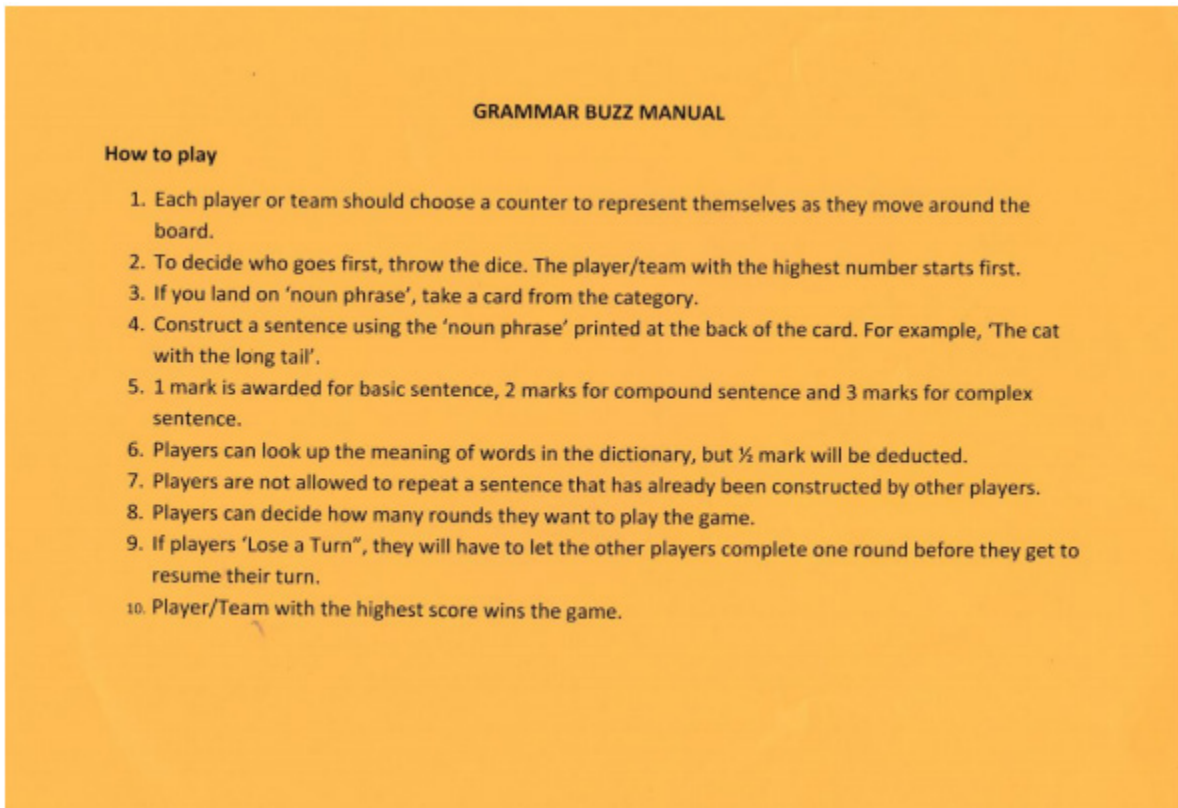 GRAMMAR BUZZ MANUAL
How to play
1. Each player or team should choose a counter to represent themselves as they move around the
board.
2. To decide who goes first, throw the dice. The player/team with the highest number starts first.
3. If you land on ‘noun phrase’, take a card from the category.
4. Construct a sentence using the ‘noun phrase’ printed at the back of the card. For example, ‘The cat
with the long tail’.
5. 1 mark is awarded for basic sentence, 2 marks for compound sentence and 3 marks for complex
sentence.
6. Players can look up the meaning of words in the dictionary, but ½ mark will be deducted.
7. Players are not allowed to repeat a sentence that has already been constructed by other players.
8. Players can decide how many rounds they want to play the game.
9. If players ‘Lose a Turn”, they will have to let the other players complete one round before they get to
resume their turn.
10. Player/Team with the highest score wins the game.